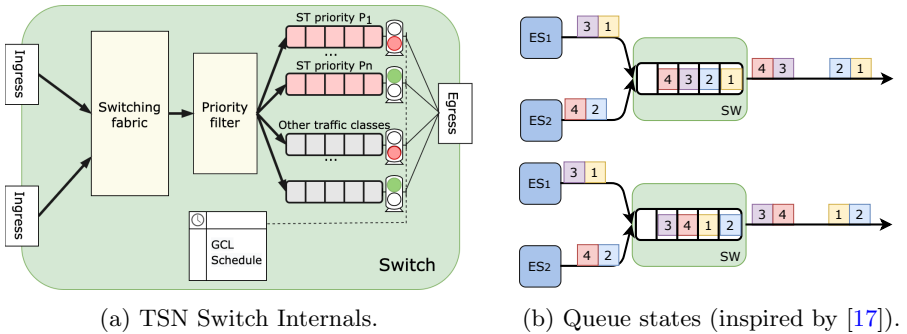 Ingress
Ingress
Switching
fabric
Priority
filter
ST priority P1
...
ST priority Pn
Other traffic classes
...
Egress
GCL
Schedule
Switch
(a) TSN Switch Internals.
ES1
3 1
ES2
4 2
4 3 2 1
SW
4 3
2 1
ES1
3 1
ES2
4 2
3 4 1 2
SW
3 4
1 2
(b) Queue states (inspired by [17]).